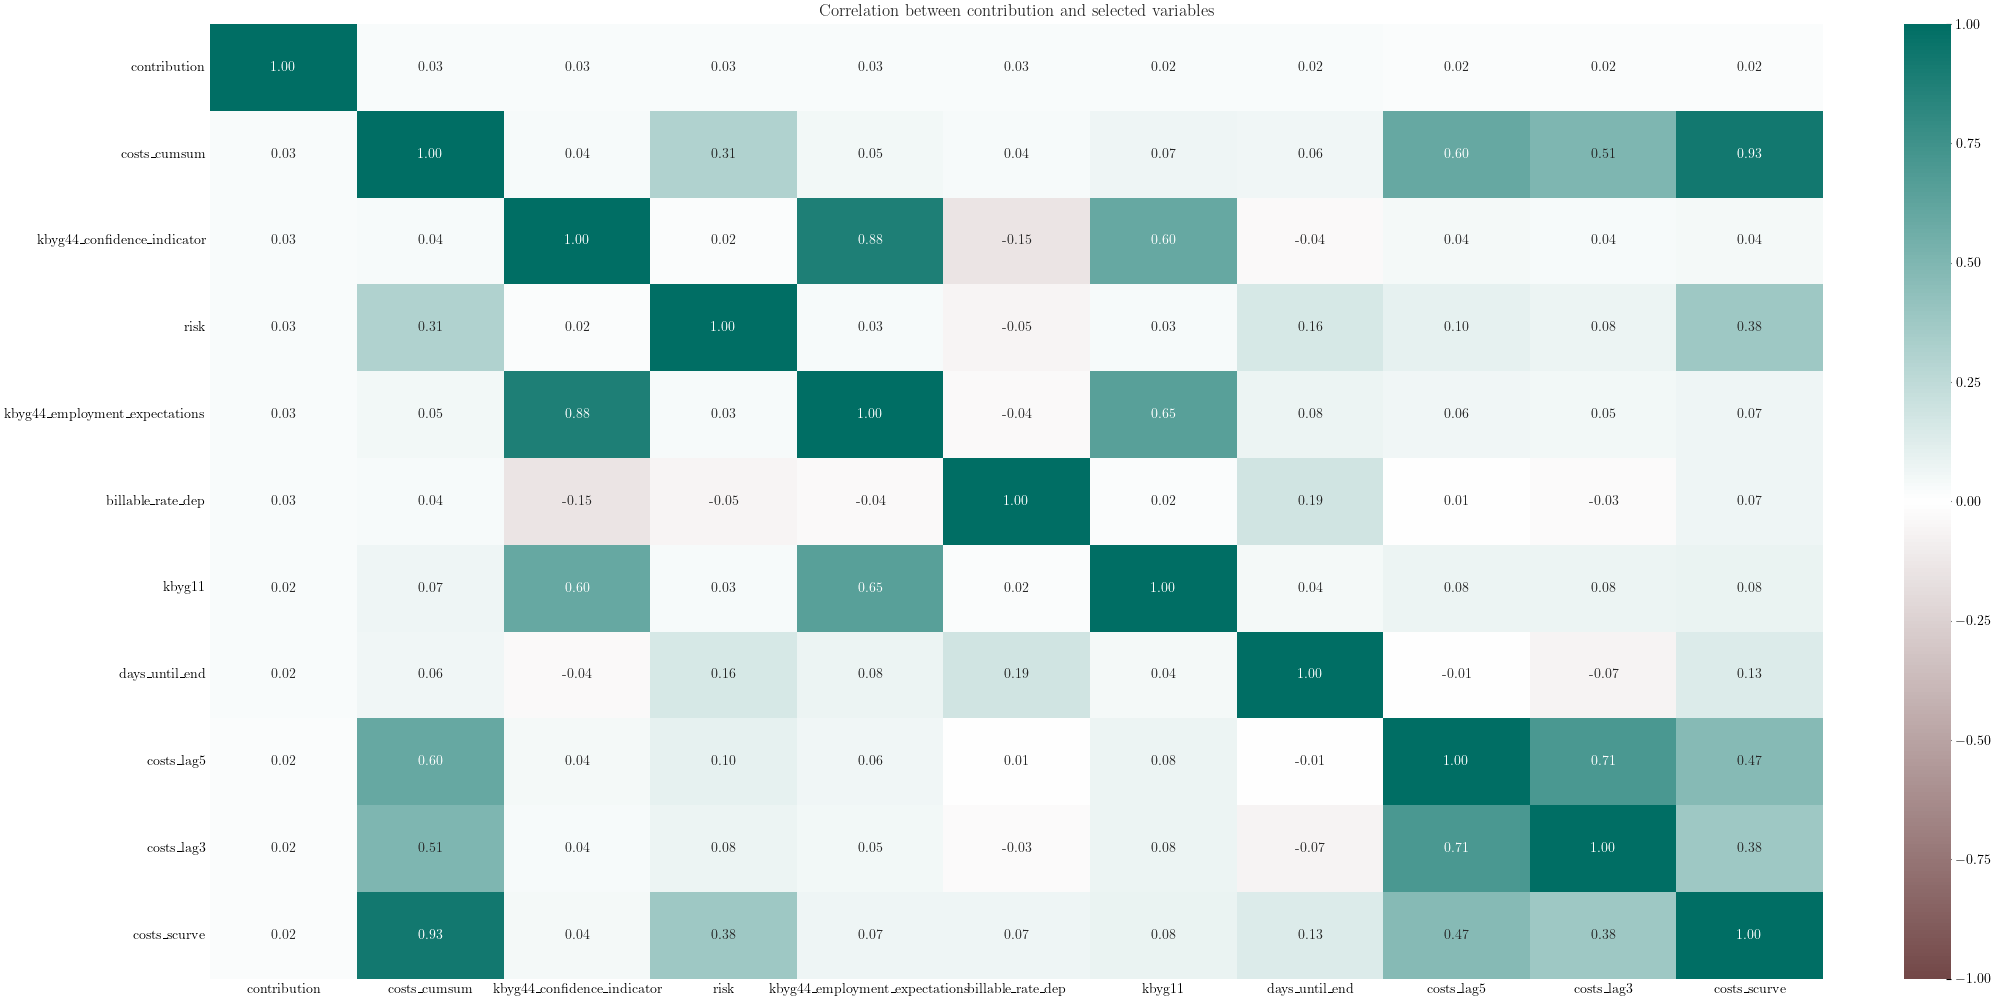 Correlation between contribution and selected variables
contribution 1.00 0.03 0.03 0.03 0.03 0.03 0.02 0.02 0.02 0.02 0.02
costs_cumsum 0.03 1.00 0.04 0.31 0.05 0.04 0.07 0.06 0.60 0.51 0.93
kbyg44_confidence_indicator 0.03 0.04 1.00 0.02 0.88 -0.15 0.60 -0.04 0.04 0.04 0.04
risk 0.03 0.31 0.02 1.00 0.03 -0.05 0.03 0.16 0.10 0.08 0.38
kbyg44_employment_expectations 0.03 0.05 0.88 0.03 1.00 -0.04 0.65 0.08 0.06 0.05 0.07
billable_rate_dep 0.03 0.04 -0.15 -0.05 -0.04 1.00 0.02 0.19 0.01 -0.03 0.07
kbyg11 0.02 0.07 0.60 0.03 0.65 0.02 1.00 0.04 0.08 0.08 0.08
days_until_end 0.02 0.06 -0.04 0.16 0.08 0.19 0.04 1.00 -0.01 -0.07 0.13
costs_lag5 0.02 0.60 0.04 0.10 0.06 0.01 0.08 -0.01 1.00 0.71 0.47
costs_lag3 0.02 0.51 0.04 0.08 0.05 -0.03 0.08 -0.07 0.71 1.00 0.38
costs_scurve 0.02 0.93 0.04 0.38 0.07 0.07 0.08 0.13 0.47 0.38 1.00
contribution costs_cumsum kbyg44_confidence_indicator risk kbyg44_employment_expectations billable_rate_dep kbyg11 days_until_end costs_lag5 costs_lag3 costs_scurve
1.00
0.75
0.50
0.25
0.00
−0.25
−0.50
−0.75
−1.00